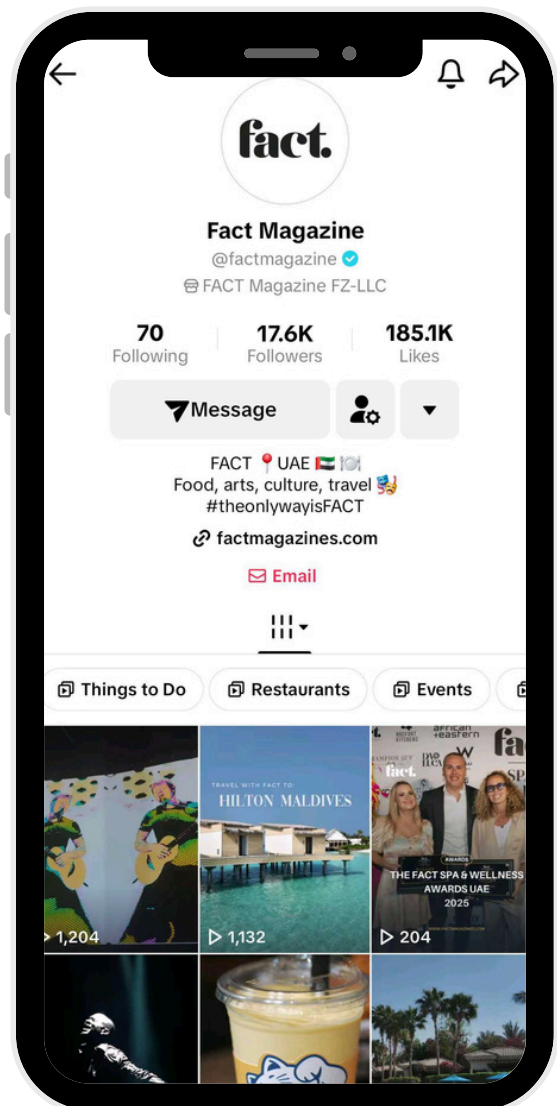 fact.
Fact Magazine
@factmagazine
FACT Magazine FZ-LLC
70
Following
17.6K
Followers
185.1K
Likes
Message
FACT 📍UAE 🇦🇪 🍽️
Food, arts, culture, travel 🎭
#theonlywayisFACT
factmagazines.com
Email
Things to Do
Restaurants
Events
1,204
TRAVEL WITH FACT TO:
HILTON MALDIVES
1,132
african
+eastern
fact.
AWARDS
THE FACT SPA & WELLNESS
AWARDS UAE
2025
204